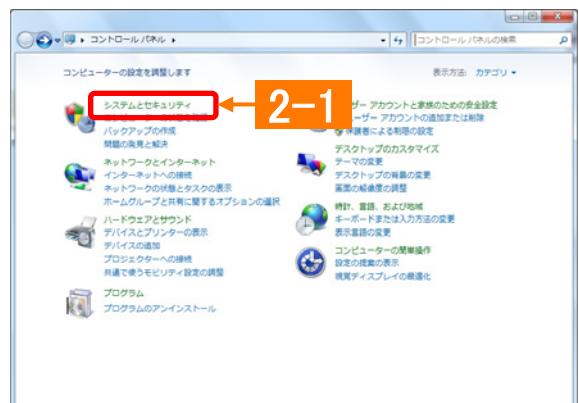 コントロール パネル
コントロール パネルの検索
コンピューターの設定を調整します
表示方法: カテゴリ
システムとセキュリティ
バックアップの作成
問題の発見と解決
ネットワークとインターネット
インターネットへの接続
ネットワークの状態とタスクの表示
ホームグループと共有に関するオプションの選択
ハードウェアとサウンド
デバイスとプリンターの表示
デバイスの追加
プロジェクターへの接続
共通で使うモビリティ設定の調整
プログラム
プログラムのアンインストール
2-1
ザー アカウントと家族のための安全設定
ーザー アカウントの追加または削除
保護者による制限の設定
デスクトップのカスタマイズ
テーマの変更
デスクトップの背景の変更
画面の解像度の調整
時計、言語、および地域
キーボードまたは入力方法の変更
表示言語の変更
コンピューターの簡単操作
設定の提案の表示
視覚ディスプレイの最適化